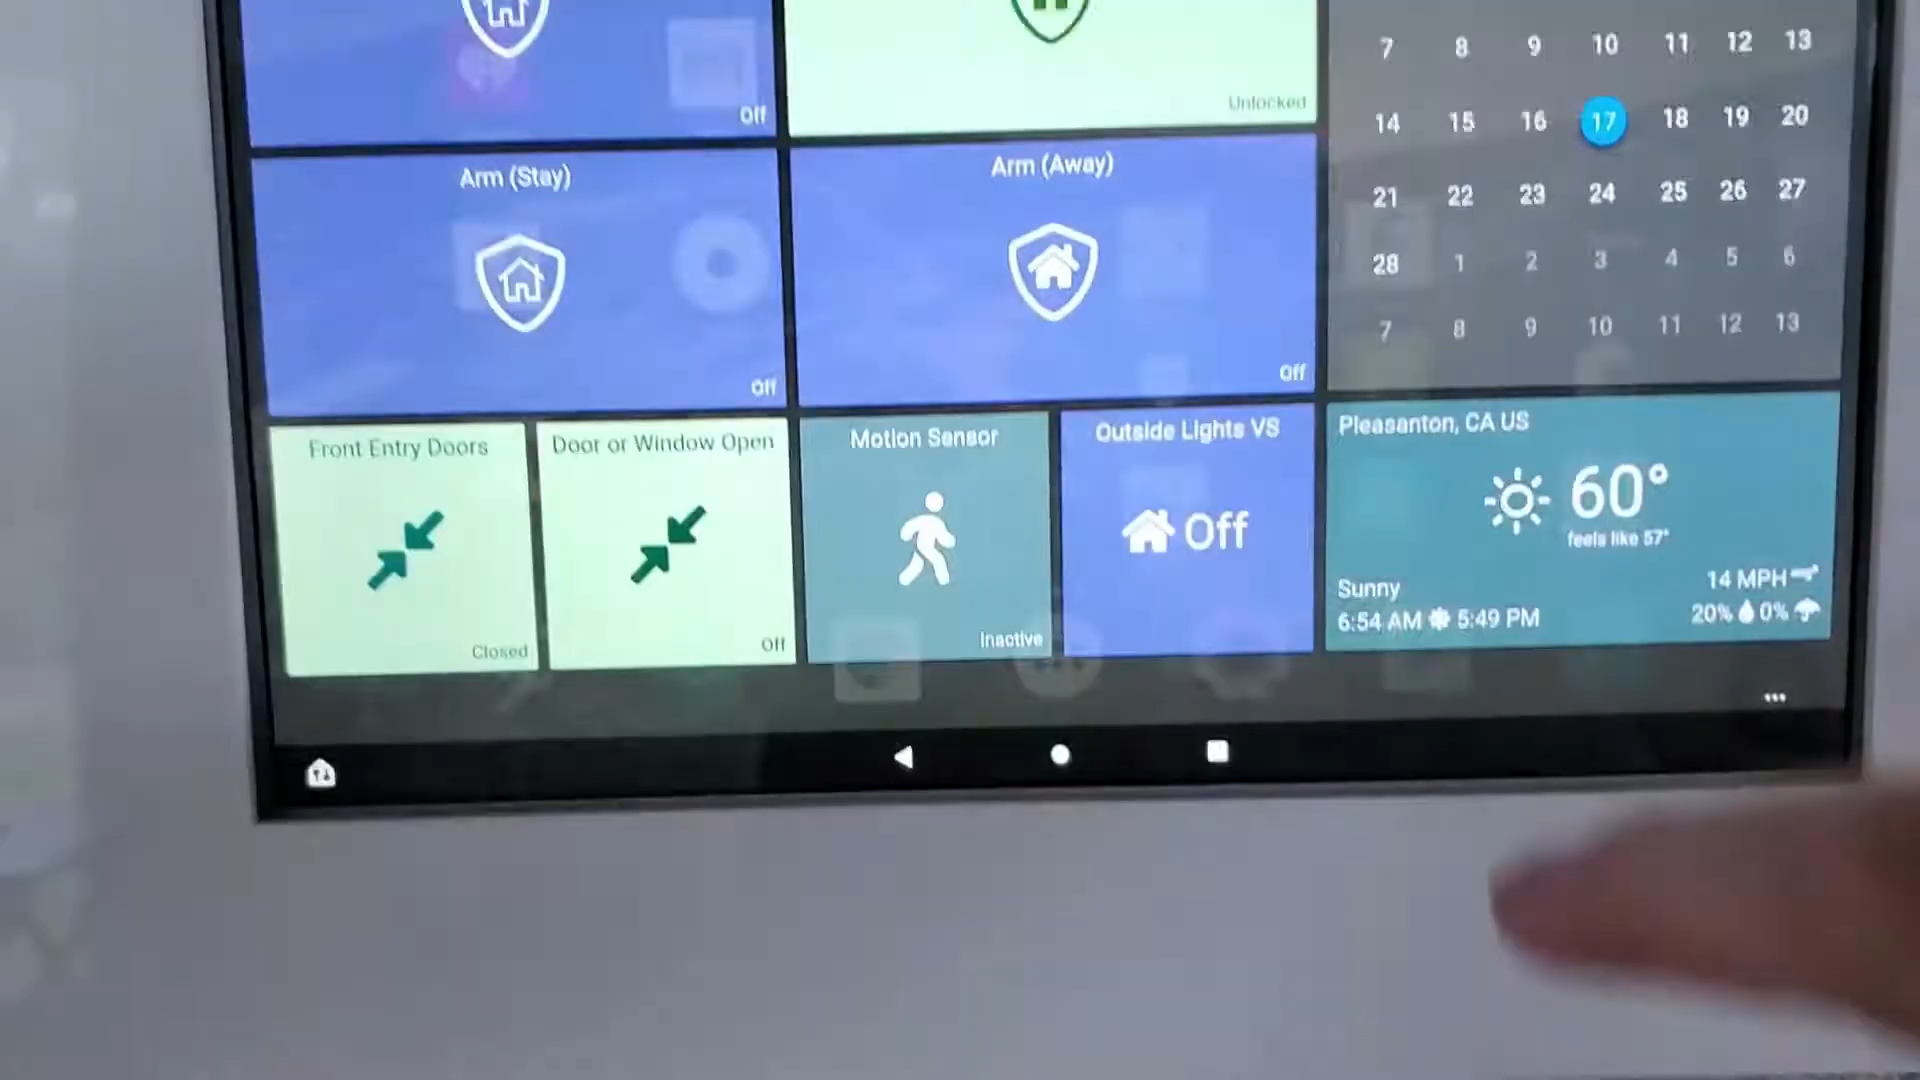 Off
Unlocked
7 8 9 10 11 12 13
14 15 16 17 18 19 20
21 22 23 24 25 26 27
28 1 2 3 4 5 6
7 8 9 10 11 12 13
Arm (Stay)
Off
Arm (Away)
Off
Front Entry Doors
Closed
Door or Window Open
Off
Motion Sensor
Inactive
Outside Lights VS
Off
Pleasanton, CA US
60°
feels like 57°
Sunny
14 MPH
6:54 AM 5:49 PM
20% 0%